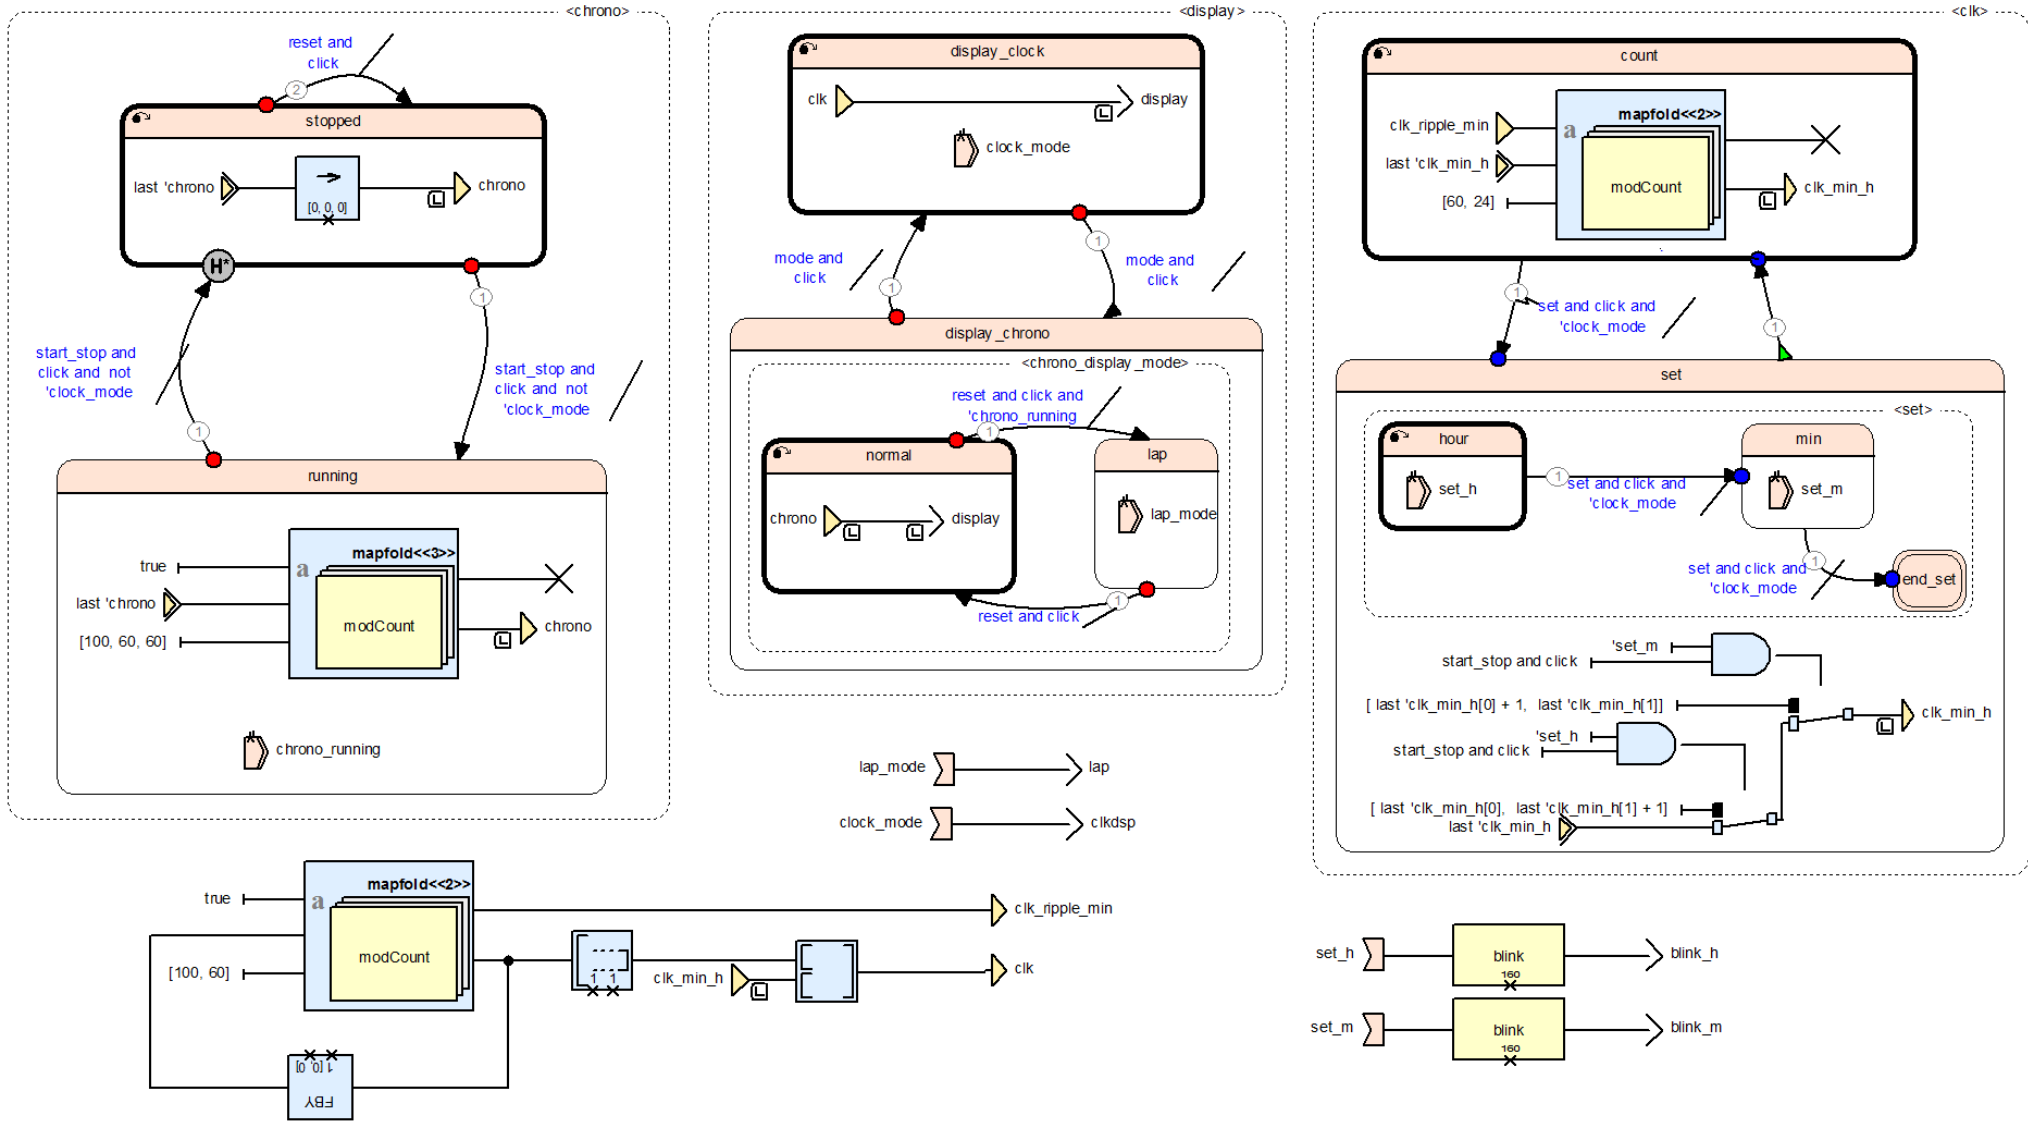 <chrono>
reset and
click
2
stopped
last 'chrono
[0, 0, 0]
L
chrono
H*
1
start_stop and
click and not
'clock_mode
1
start_stop and
click and not
'clock_mode
running
true
last 'chrono
[100, 60, 60]
a
mapfold<<3>>
modCount
L
chrono
chrono_running
<display>
display_clock
clk
L
display
clock_mode
mode and
click
1
1
mode and
click
display_chrono
<chrono_display_mode>
reset and click and
'chrono_running
1
normal
chrono
L
L
display
lap
lap_mode
1
reset and click
lap_mode
lap
clock_mode
clkdsp
<clk>
count
clk_ripple_min
last 'clk_min_h
[60, 24]
a
mapfold<<2>>
modCount
L
clk_min_h
1
set and click and
'clock_mode
1
set
<set>
hour
set_h
1
set and click and
'clock_mode
min
set_m
1
set and click and
'clock_mode
end_set
'set_m
start_stop and click
[ last 'clk_min_h[0] + 1, last 'clk_min_h[1]]
'set_h
start_stop and click
L
clk_min_h
[ last 'clk_min_h[0], last 'clk_min_h[1] + 1]
last 'clk_min_h
true
[100, 60]
a
mapfold<<2>>
modCount
1 [0, 0]
FBY
1 1
clk_min_h
L
clk_ripple_min
clk
set_h
blink
160
blink_h
set_m
blink
160
blink_m